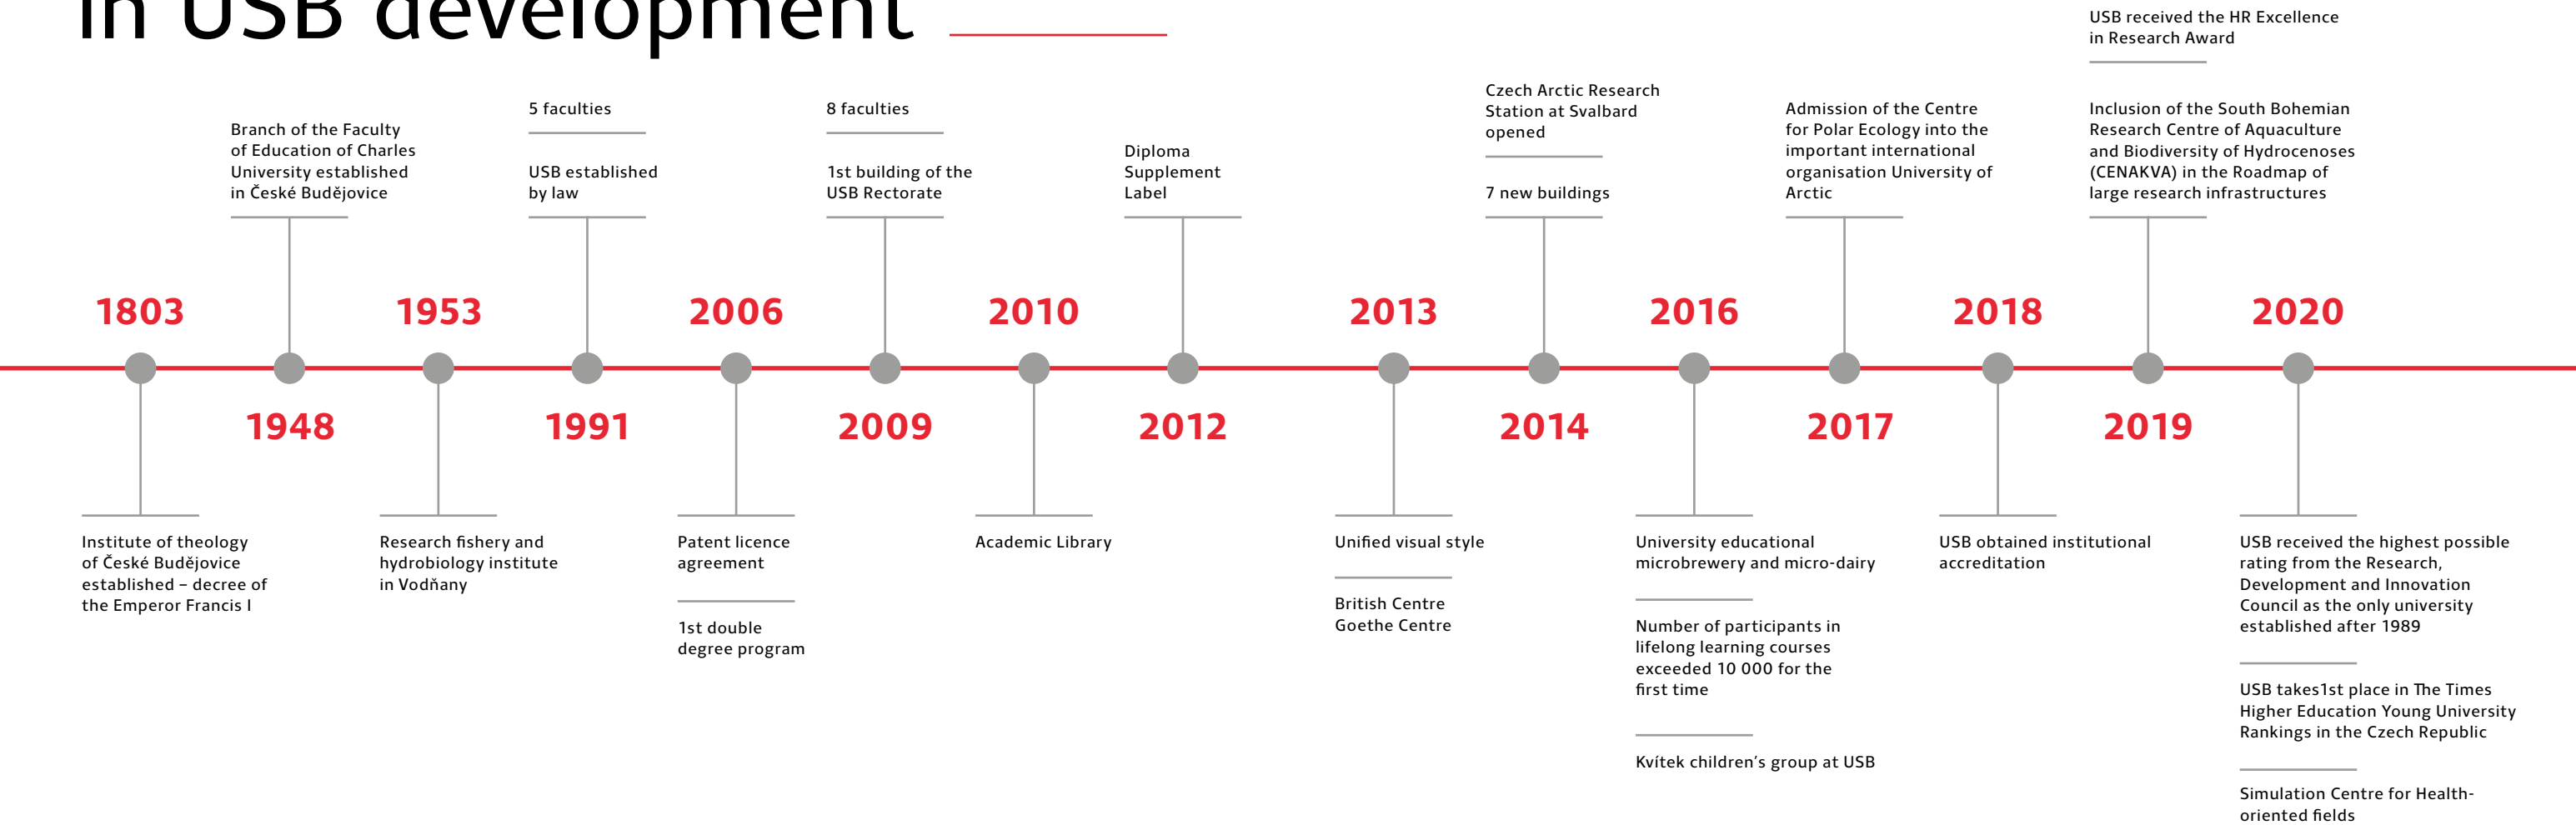 in USB development
USB received the HR Excellence
in Research Award
Czech Arctic Research
Station at Svalbard
opened
5 faculties
8 faculties
Admission of the Centre
for Polar Ecology into the
important international
organisation University of
Arctic
Inclusion of the South Bohemian
Research Centre of Aquaculture
and Biodiversity of Hydrocenoses
(CENAKVA) in the Roadmap of
large research infrastructures
Branch of the Faculty
of Education of Charles
University established
in České Budějovice
USB established
by law
1st building of the
USB Rectorate
Diploma
Supplement
Label
7 new buildings
1803
1953
2006
2010
2013
2016
2018
2020
1948
1991
2009
2012
2014
2017
2019
Institute of theology
of České Budějovice
established – decree of
the Emperor Francis I
Research fishery and
hydrobiology institute
in Vodňany
Patent licence
agreement
1st double
degree program
Academic Library
Unified visual style
British Centre
Goethe Centre
University educational
microbrewery and micro-dairy
Number of participants in
lifelong learning courses
exceeded 10 000 for the
first time
Kvítek children's group at USB
USB obtained institutional
accreditation
USB received the highest possible
rating from the Research,
Development and Innovation
Council as the only university
established after 1989
USB takes1st place in The Times
Higher Education Young University
Rankings in the Czech Republic
Simulation Centre for Health-
oriented fields